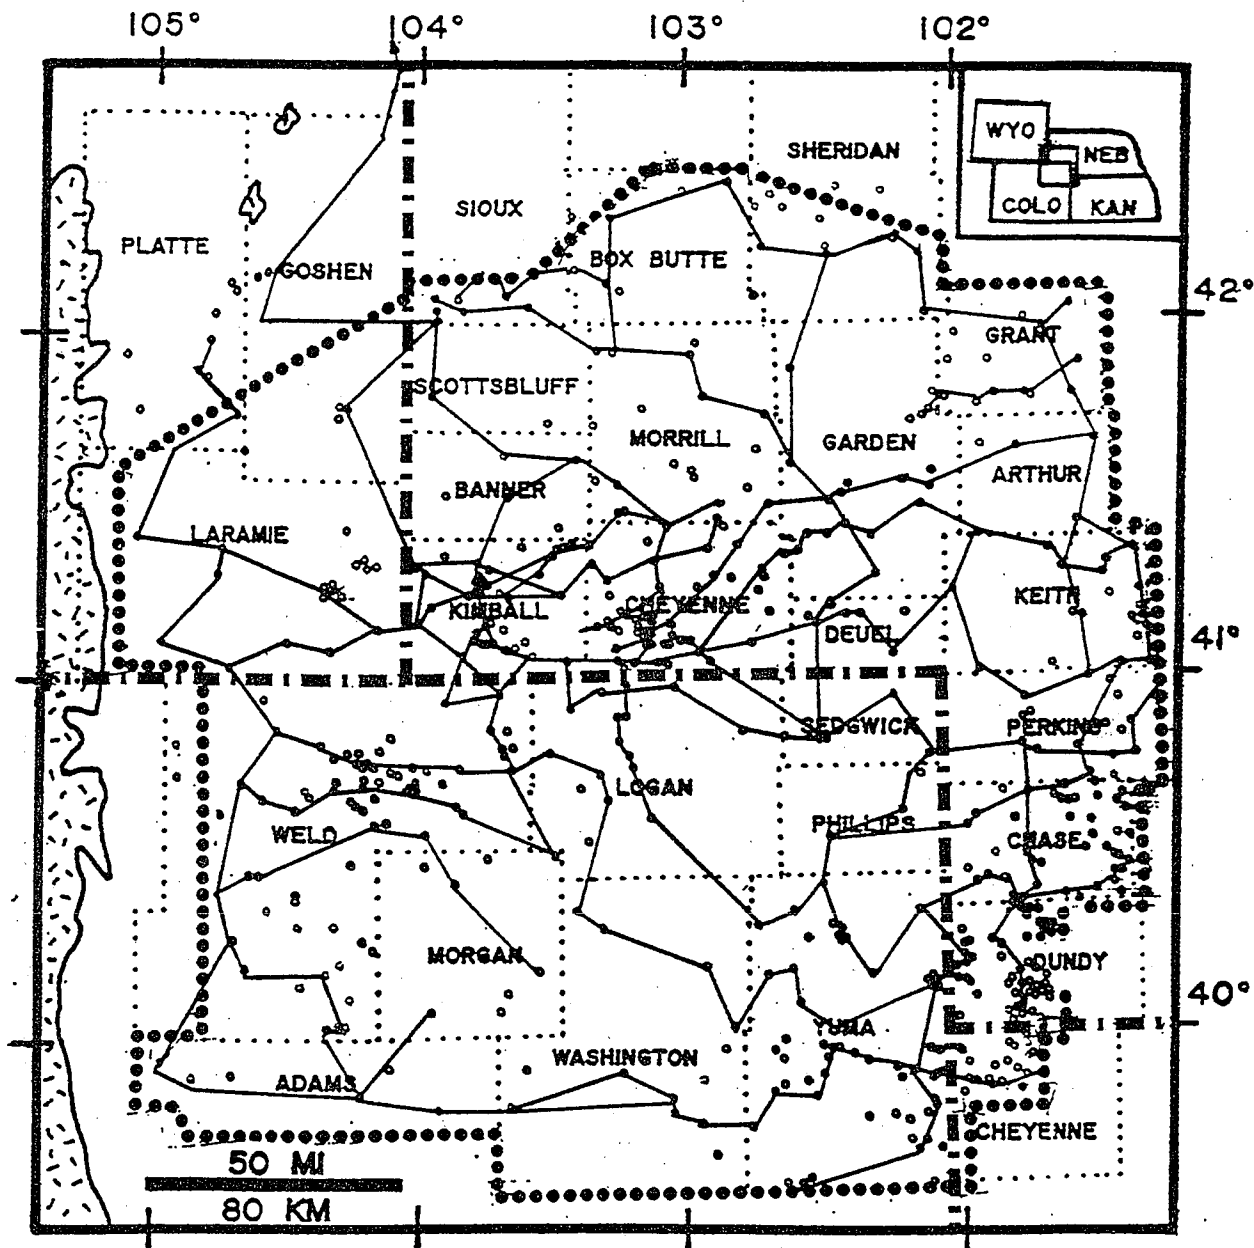 105° 104° 103° 102°
WYO
NEB
COLO KAN
SHERIDAN
SIOUX
PLATTE
GOSHEN
BOX BUTTE
42°
GRANT
SCOTTSBLUFF
MORRILL
GARDEN
ARTHUR
BANNER
LARAMIE
KEITH
KIMBALL
CHEYENNE
DEUEL
41°
SEDGWICK
PERKINS
LOGAN
WELD
PHILLIPS
CHASE
MORGAN
DUNDY
40°
YUMA
WASHINGTON
ADAMS
CHEYENNE
50 MI
80 KM